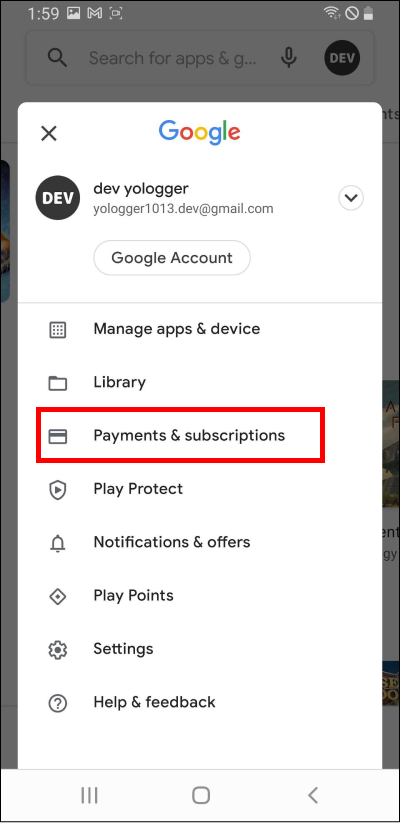 1:59
Search for apps & g...
DEV
Google
DEV
dev yologger
yologger1013.dev@gmail.com
Google Account
Manage apps & device
Library
Payments & subscriptions
Play Protect
Notifications & offers
Play Points
Settings
Help & feedback